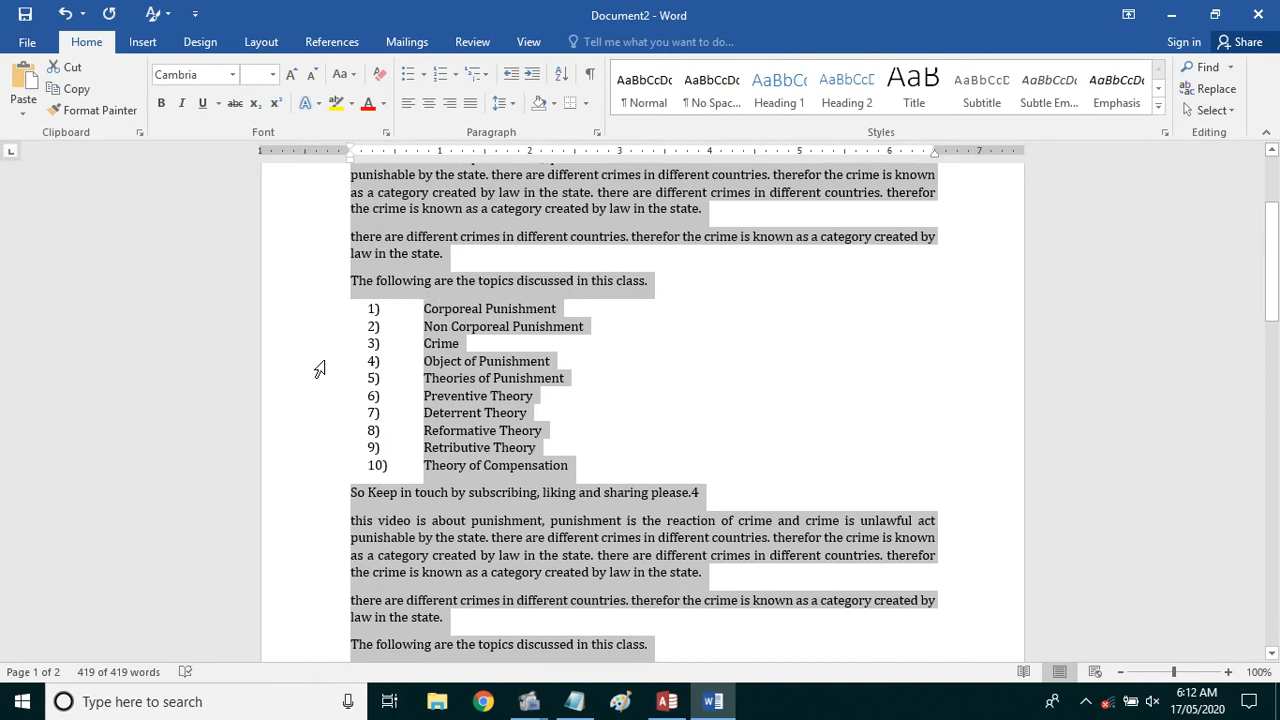 Document2 - Word
File Home Insert Design Layout References Mailings Review View Tell me what you want to do... Sign in Share
Cut
Copy
Format Painter
Paste
Cambria
Aa
B I U abc x₂ x² A A
AaBbCcDc AaBbCcDc AaBbCc AaBbCcD AaB AaBbCcD AaBbCcDc AaBbCcDc
¶ Normal ¶ No Spac... Heading Heading 2 Title Subtitle Subtle Em... Emphasis
Find
Replace
Select
Clipboard Font Paragraph Styles Editing
1 1 2 3 4 5 6 7
punishable by the state. there are different crimes in different countries. therefor the crime is known
as a category created by law in the state. there are different crimes in different countries. therefor
the crime is known as a category created by law in the state.
there are different crimes in different countries. therefor the crime is known as a category created by
law in the state.
The following are the topics discussed in this class.
1) Corporeal Punishment
2) Non Corporeal Punishment
3) Crime
4) Object of Punishment
5) Theories of Punishment
6) Preventive Theory
7) Deterrent Theory
8) Reformative Theory
9) Retributive Theory
10) Theory of Compensation
So Keep in touch by subscribing, liking and sharing please.4
this video is about punishment, punishment is the reaction of crime and crime is unlawful act
punishable by the state. there are different crimes in different countries. therefor the crime is known
as a category created by law in the state. there are different crimes in different countries. therefor
the crime is known as a category created by law in the state.
there are different crimes in different countries. therefor the crime is known as a category created by
law in the state.
The following are the topics discussed in this class.
Page 1 of 2 419 of 419 words 100%
Type here to search
6:12 AM
17/05/2020